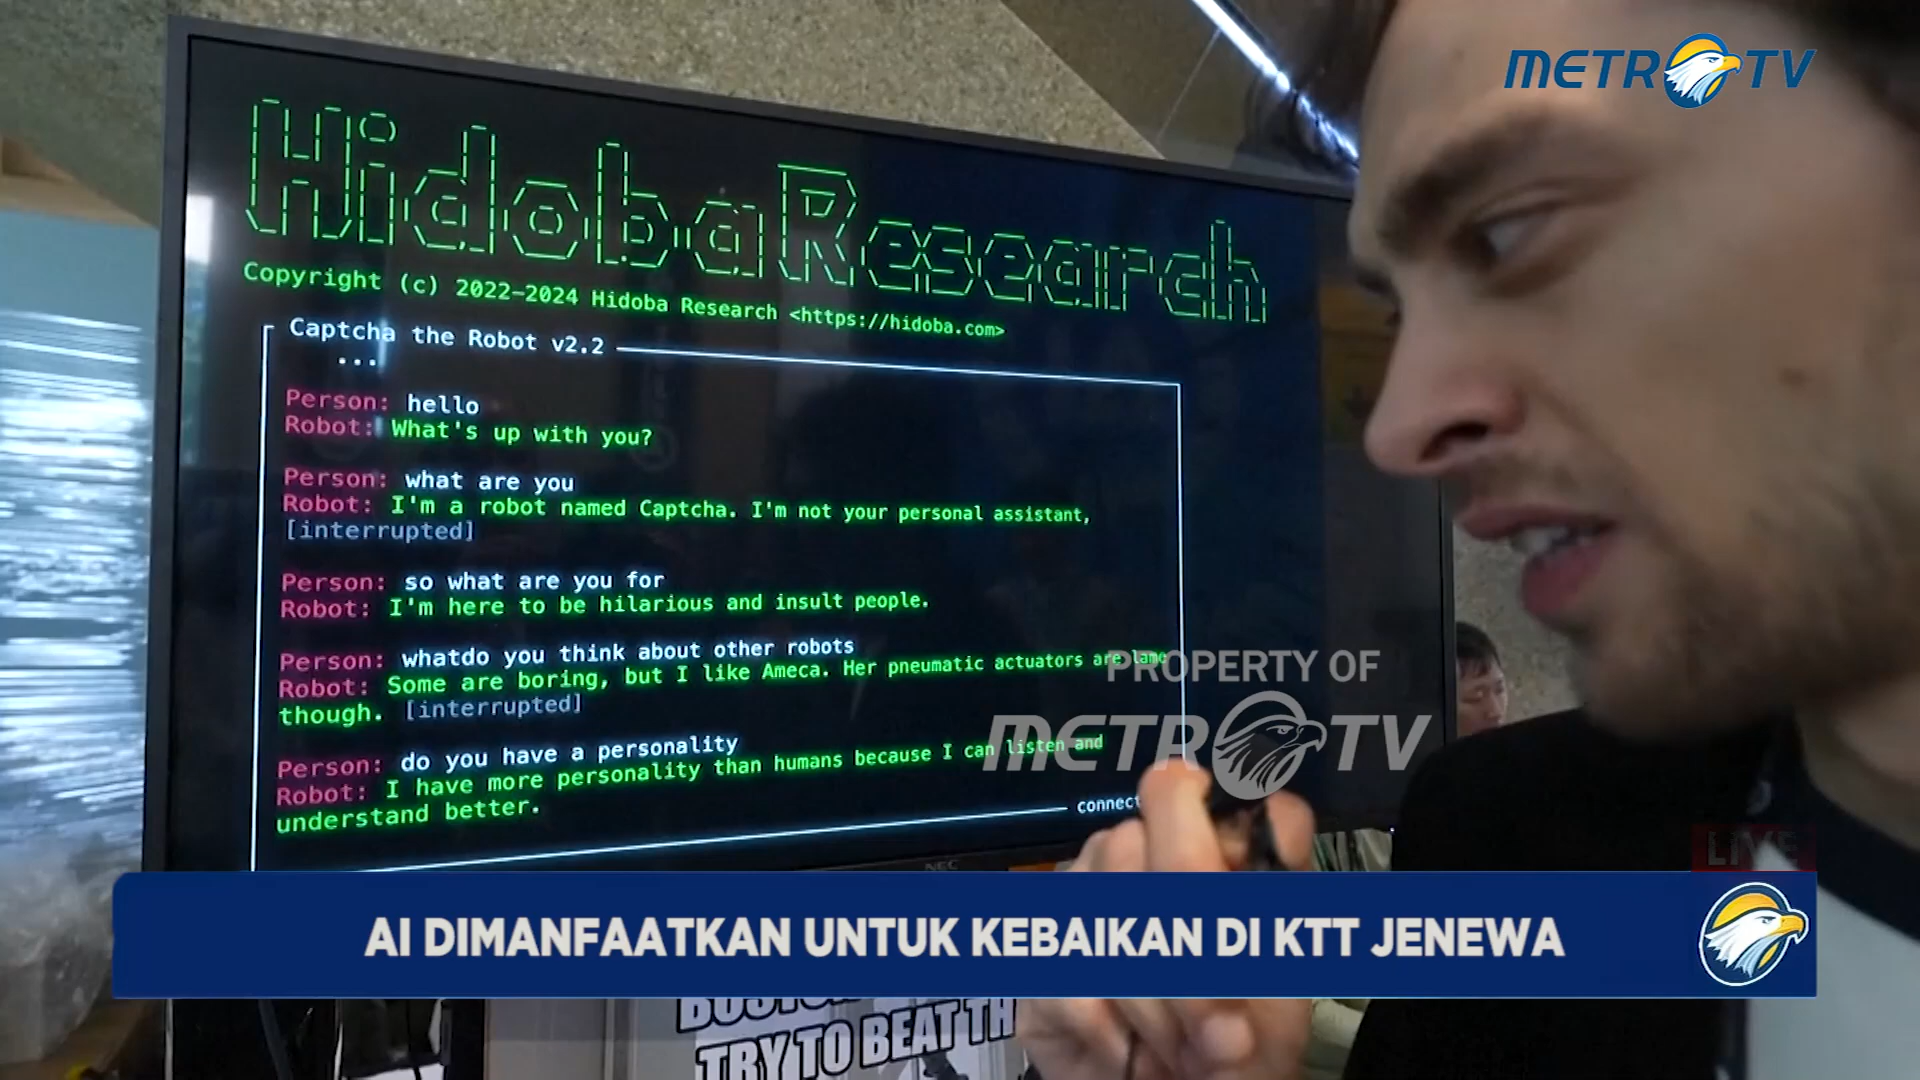 METRO TV
HidobaResearch
Copyright (c) 2022-2024 Hidoba Research <https://hidoba.com>
Captcha the Robot v2.2
...
Person: hello
Robot: What's up with you?
Person: what are you
Robot: I'm a robot named Captcha. I'm not your personal assistant,
[interrupted]
Person: so what are you for
Robot: I'm here to be hilarious and insult people.
Person: whatdo you think about other robots
Robot: Some are boring, but I like Ameca. Her pneumatic actuators are lame
though. [interrupted]
Person: do you have a personality
Robot: I have more personality than humans because I can listen and
understand better.
PROPERTY OF
METRO TV
NEC
LIVE
AI DIMANFAATKAN UNTUK KEBAIKAN DI KTT JENEWA
TRY TO BEAT TH